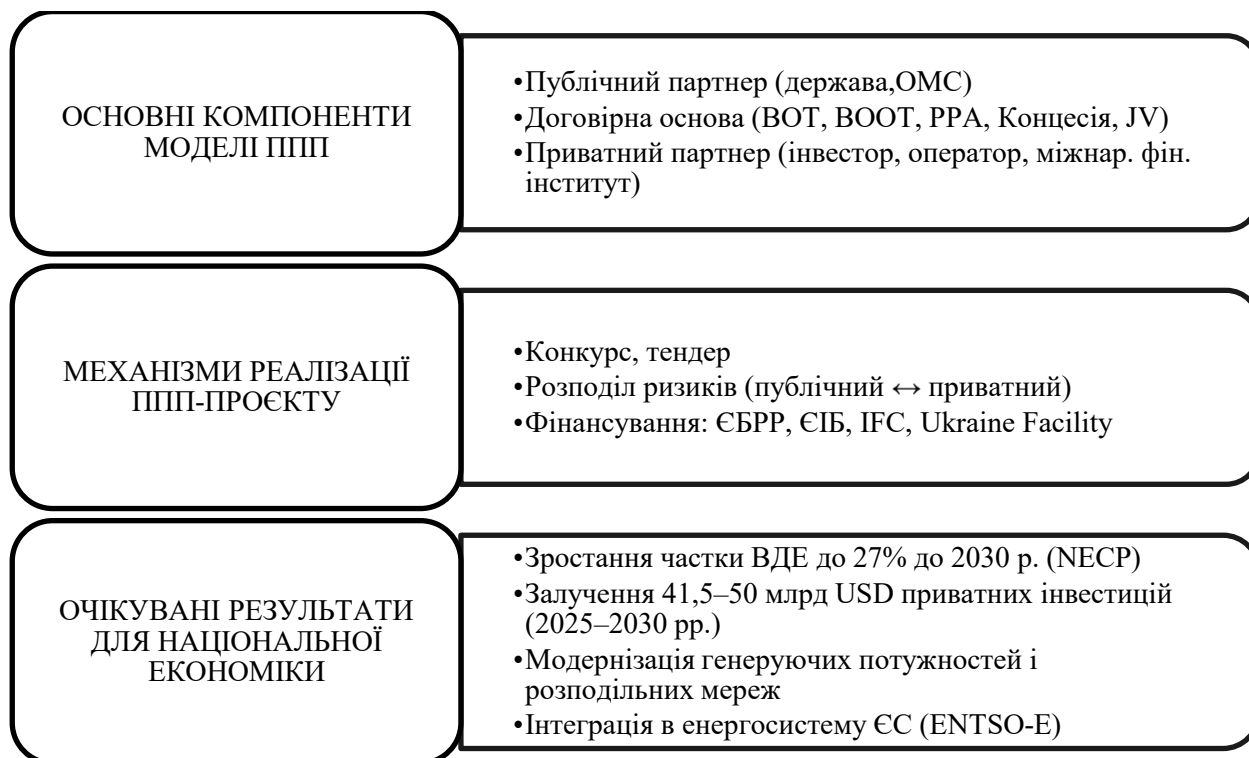 ОСНОВНІ КОМПОНЕНТИ
МОДЕЛІ ППП
•Публічний партнер (держава,ОМС)
•Договірна основа (BOT, BOOT, PPA, Концесія, JV)
•Приватний партнер (інвестор, оператор, міжнар. фін.
інститут)
МЕХАНІЗМИ РЕАЛІЗАЦІЇ
ППП-ПРОЄКТУ
•Конкурс, тендер
•Розподіл ризиків (публічний ↔ приватний)
•Фінансування: ЄБРР, ЄІБ, IFC, Ukraine Facility
ОЧІКУВАНІ РЕЗУЛЬТАТИ
ДЛЯ НАЦІОНАЛЬНОЇ
ЕКОНОМІКИ
•Зростання частки ВДЕ до 27% до 2030 р. (NECP)
•Залучення 41,5–50 млрд USD приватних інвестицій
(2025–2030 рр.)
•Модернізація генеруючих потужностей і
розподільних мереж
•Інтеграція в енергосистему ЄС (ENTSO-E)